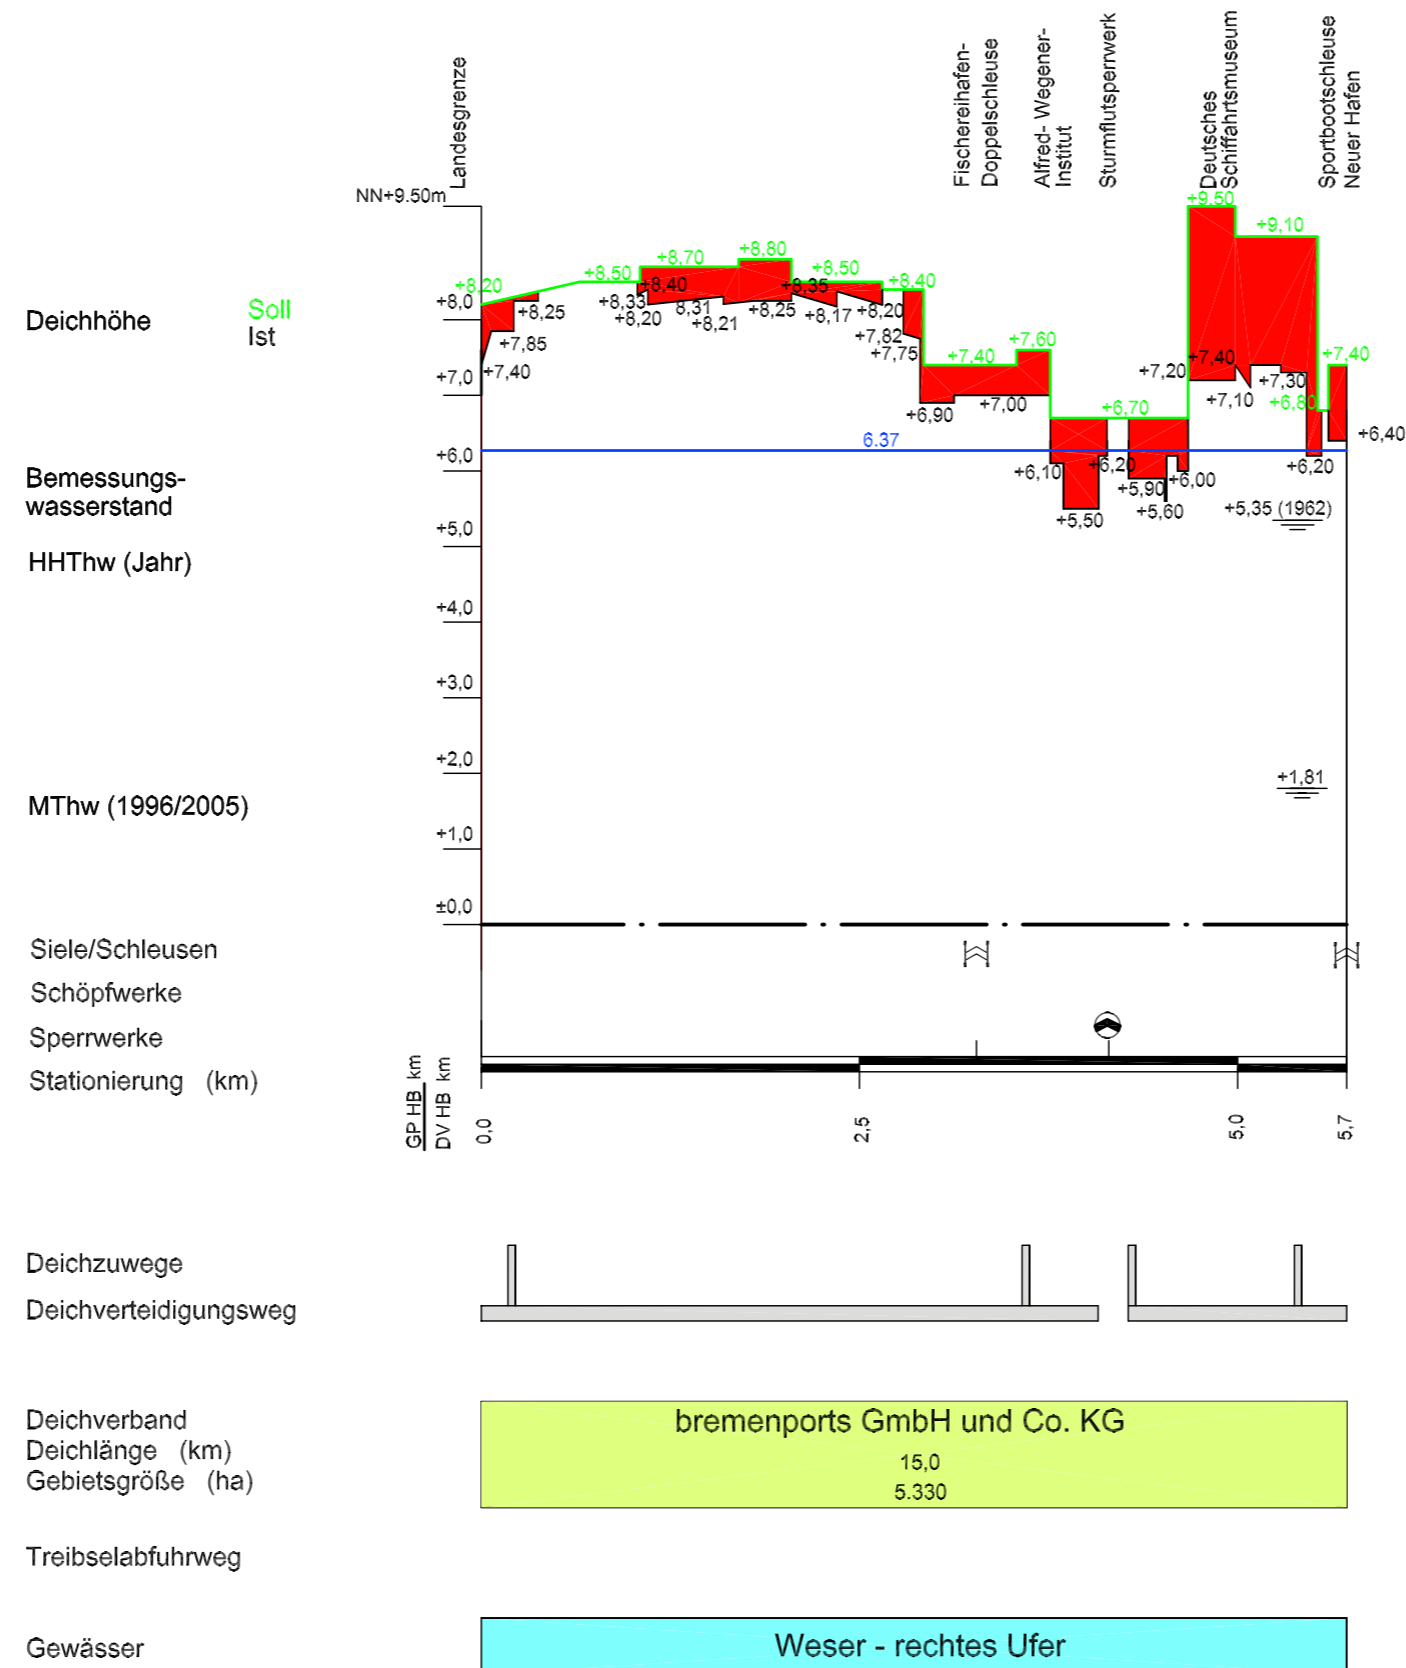 Landesgrenze
Fischereihafen-
Doppelschleuse
Alfred- Wegener-
Institut
Sturmflutsperrwerk
Deutsches
Schiffahrtsmuseum
Sportbootschleuse
Neuer Hafen
NN+9.50m
Deichhöhe
Soll
Ist
+8,20
+8,50
+8,70
+8,80
+8,50
+8,40
+7,40
+7,60
+6,70
+9.50
+9,10
+6,80
+7,40
+7,40
+7,85
+8,25
+8,33
+8,40
+8,20
8,31
+8,21
+8,25
+8,35
+8,17
+8,20
+7,82
+7,75
+6,90
+7,00
+6,10
+5,50
+6,20
+5,90
+5,60
+6,00
+7,20
+7,40
+7,10
+7,30
+6,20
+6,40
+8,0
+7,0
+6,0
+5,0
+4,0
+3,0
+2,0
+1,0
±0,0
Bemessungs-
wasserstand
6.37
HHThw (Jahr)
+5,35 (1962)
MThw (1996/2005)
+1,81
Siele/Schleusen
Schöpfwerke
Sperrwerke
Stationierung (km)
GP HB km
DV HB km
0,0
2,5
5,0
5,7
Deichzuwege
Deichverteidigungsweg
Deichverband
Deichlänge (km)
Gebietsgröße (ha)
bremenports GmbH und Co. KG
15,0
5.330
Treibselabfuhrweg
Gewässer
Weser - rechtes Ufer